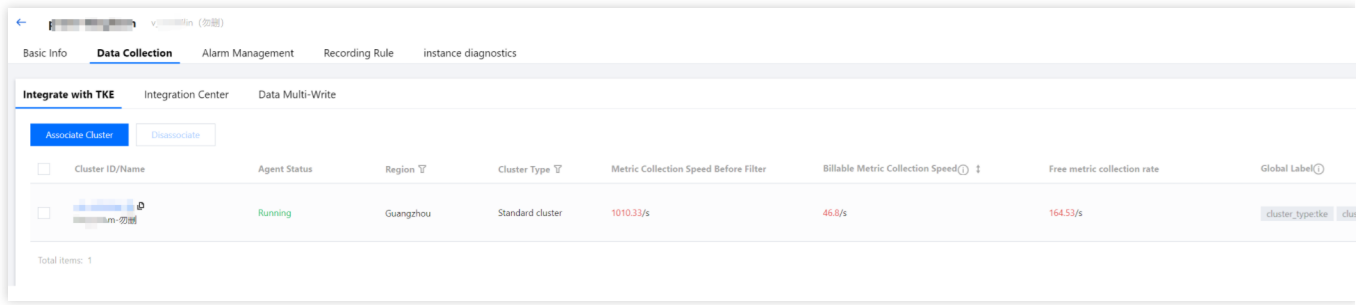 (勿删)
Basic Info Data Collection Alarm Management Recording Rule instance diagnostics
Integrate with TKE Integration Center Data Multi-Write
Associate Cluster Disassociate
Cluster ID/Name Agent Status Region Cluster Type Metric Collection Speed Before Filter Billable Metric Collection Speed Free metric collection rate Global Label
Running Guangzhou Standard cluster 1010.33/s 46.8/s 164.53/s cluster_type:tke
-勿删
Total items: 1